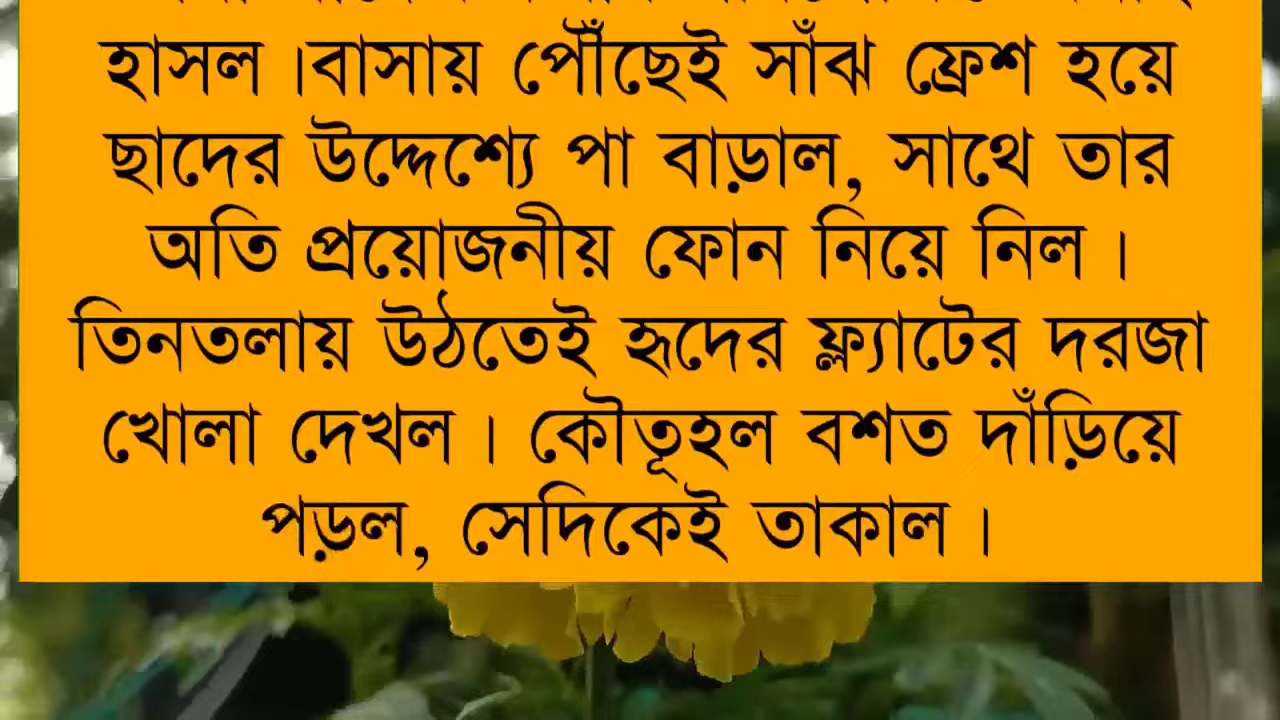 হাসল।বাসায় পৌঁছেই সাঁঝ ফ্রেশ হয়ে
ছাদের উদ্দেশ্যে পা বাড়াল, সাথে তার
অতি প্রয়োজনীয় ফোন নিয়ে নিল।
তিনতলায় উঠতেই হৃদের ফ্ল্যাটের দরজা
খোলা দেখল। কৌতূহল বশত দাঁড়িয়ে
পড়ল, সেদিকেই তাকাল।